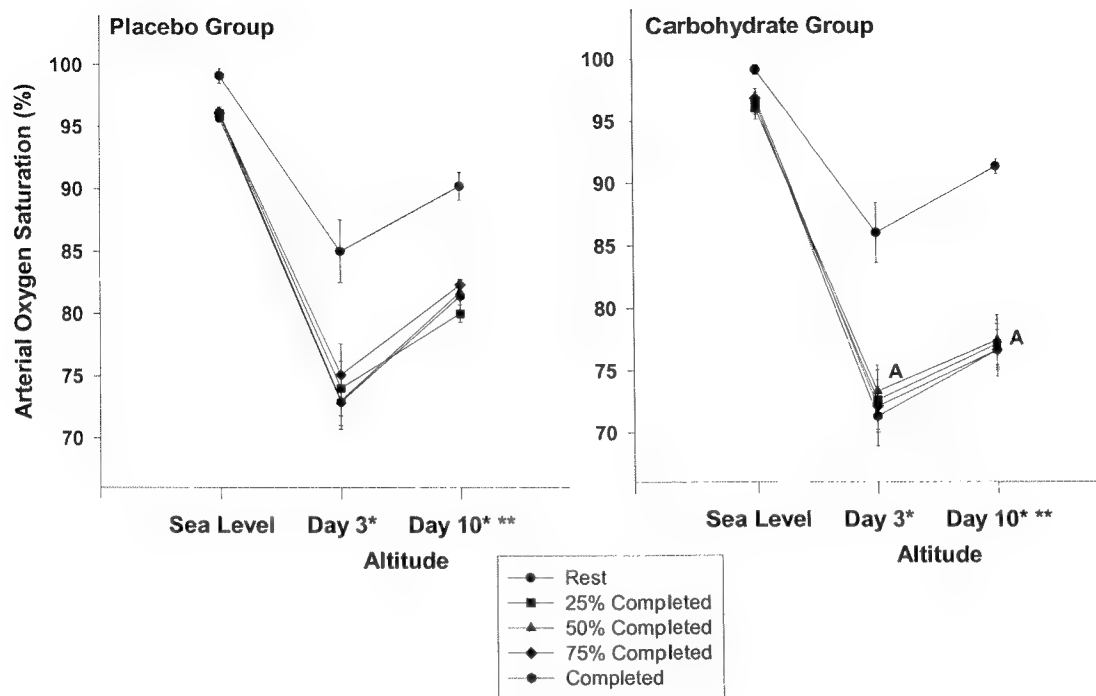 Placebo Group
Arterial Oxygen Saturation (%)
100
95
90
85
80
75
70
Sea Level Day 3* Day 10* **
Altitude
Carbohydrate Group
100
95
90
85
80
75
70
A
A
Sea Level Day 3* Day 10* **
Altitude
Rest
25% Completed
50% Completed
75% Completed
Completed